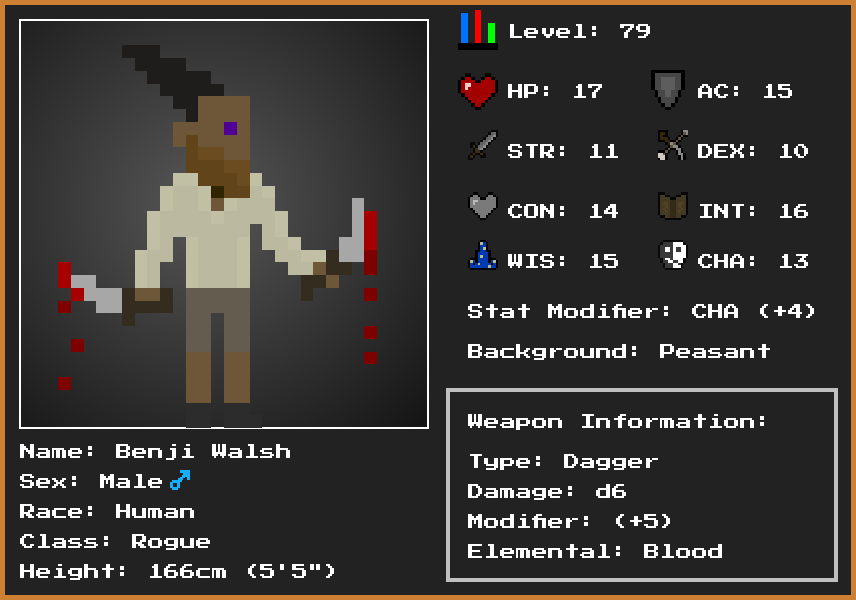 Level: 79
HP: 17 AC: 15
STR: 11 DEX: 10
CON: 14 INT: 16
WIS: 15 CHA: 13
Stat Modifier: CHA (+4)
Background: Peasant
Weapon Information:
Type: Dagger
Damage: d6
Modifier: (+5)
Elemental: Blood
Name: Benji Walsh
Sex: Male♂
Race: Human
Class: Rogue
Height: 166cm (5'5")